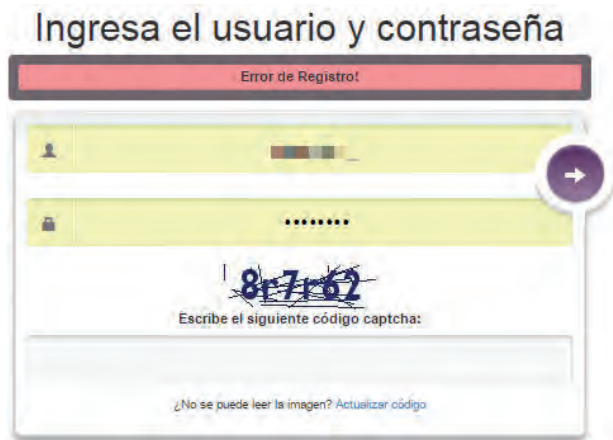 Ingresa el usuario y contraseña
Error de Registro!
••••••••
8r7r62
Escribe el siguiente código captcha:
¿No se puede leer la imagen? Actualizar código